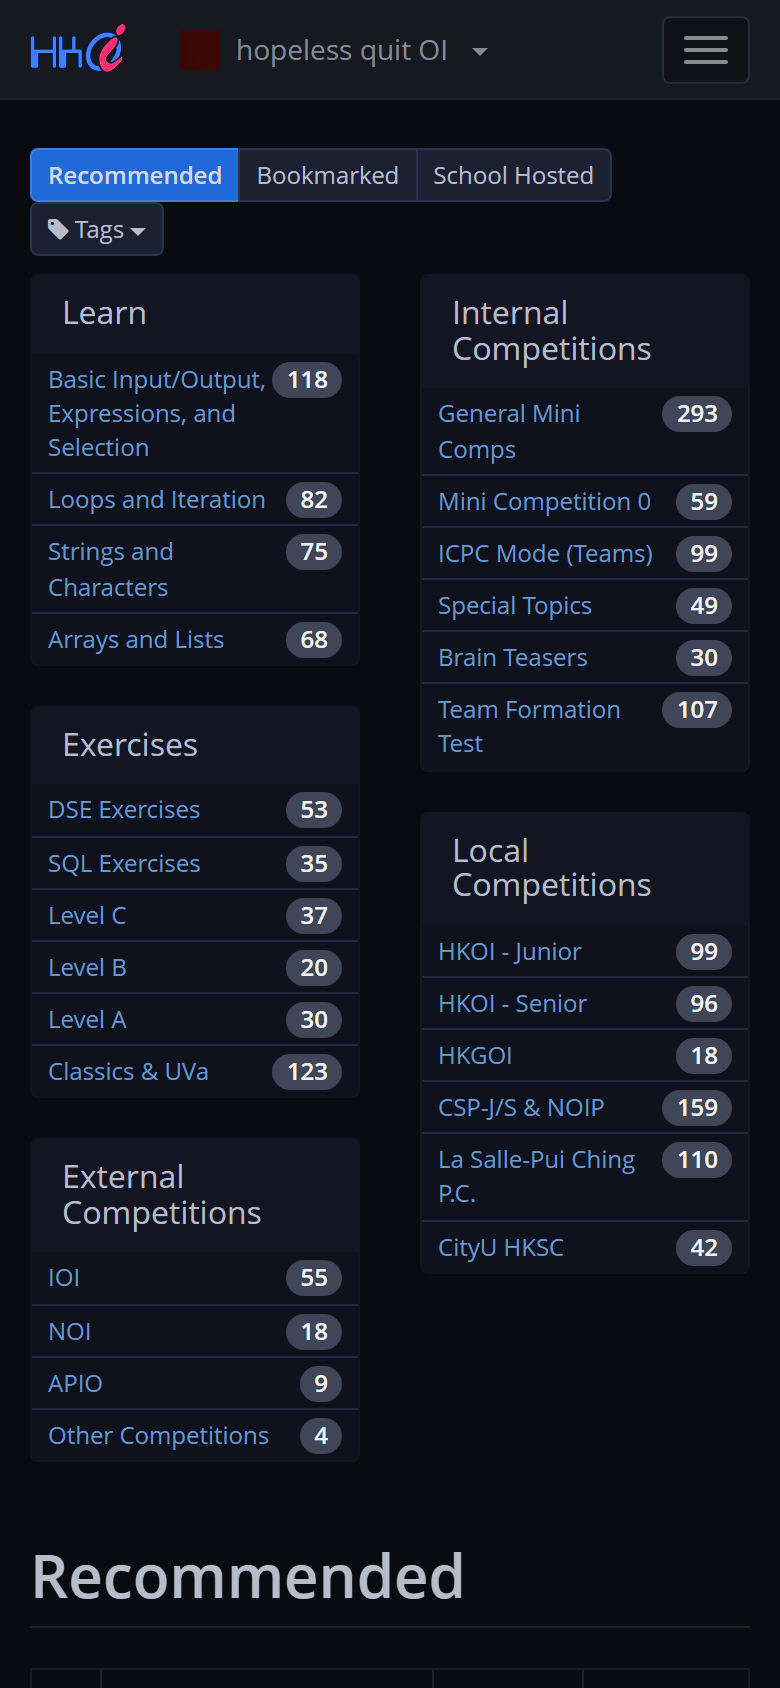 HKOI
hopeless quit OI
Recommended
Bookmarked
School Hosted
Tags
Learn
Basic Input/Output,
Expressions, and
Selection
118
Loops and Iteration
82
Strings and
Characters
75
Arrays and Lists
68
Exercises
DSE Exercises
53
SQL Exercises
35
Level C
37
Level B
20
Level A
30
Classics & UVa
123
External
Competitions
IOI
55
NOI
18
APIO
9
Other Competitions
4
Internal
Competitions
General Mini
Comps
293
Mini Competition 0
59
ICPC Mode (Teams)
99
Special Topics
49
Brain Teasers
30
Team Formation
Test
107
Local
Competitions
HKOI - Junior
99
HKOI - Senior
96
HKGOI
18
CSP-J/S & NOIP
159
La Salle-Pui Ching
P.C.
110
CityU HKSC
42
Recommended